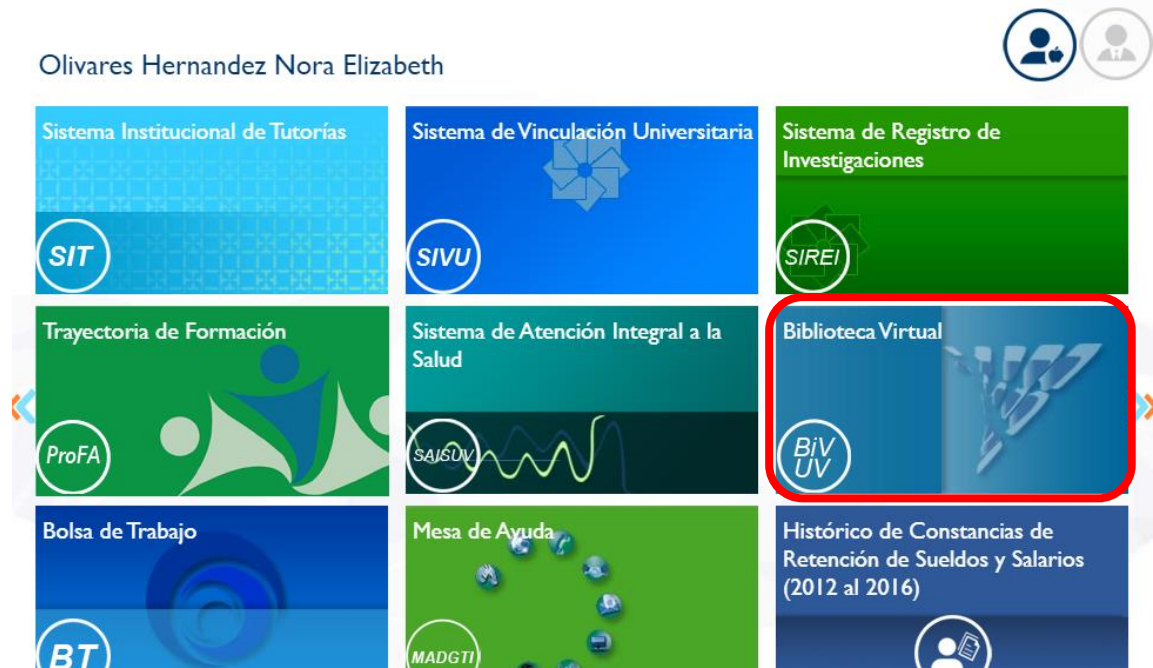 Olivares Hernandez Nora Elizabeth
Sistema Institucional de Tutorías
SIT
Sistema de Vinculación Universitaria
SIVU
Sistema de Registro de
Investigaciones
SIREI
Trayectoria de Formación
ProFA
Sistema de Atención Integral a la
Salud
SAISUV
Biblioteca Virtual
BiV
UV
Bolsa de Trabajo
BT
Mesa de Ayuda
MADGTI
Histórico de Constancias de
Retención de Sueldos y Salarios
(2012 al 2016)